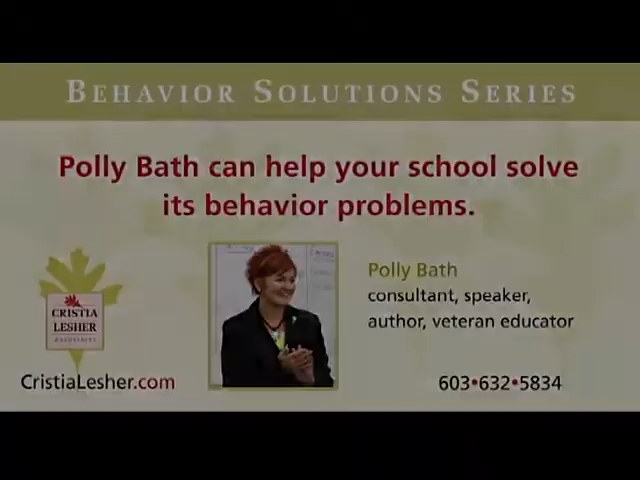 BEHAVIOR SOLUTIONS SERIES
Polly Bath can help your school solve
its behavior problems.
CRISTIA
LESHER
ASSOCIATES
Polly Bath
consultant, speaker,
author, veteran educator
CristiaLesher.com
603•632•5834